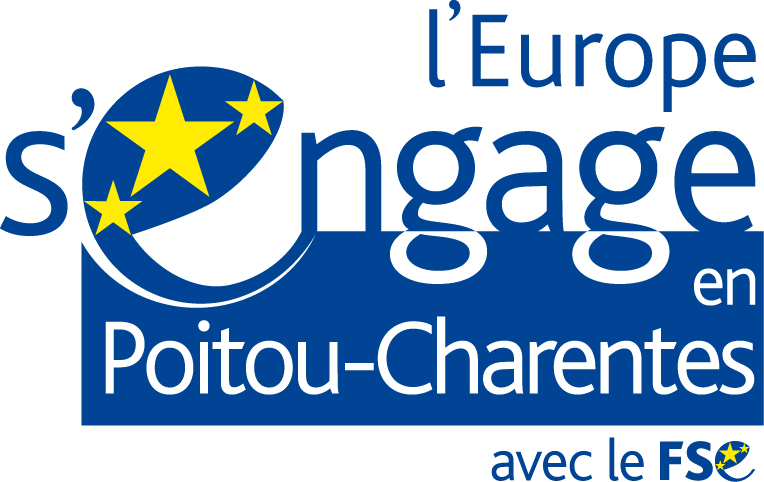 l'Europe
s'engage
en
Poitou-Charentes
avec le FSe